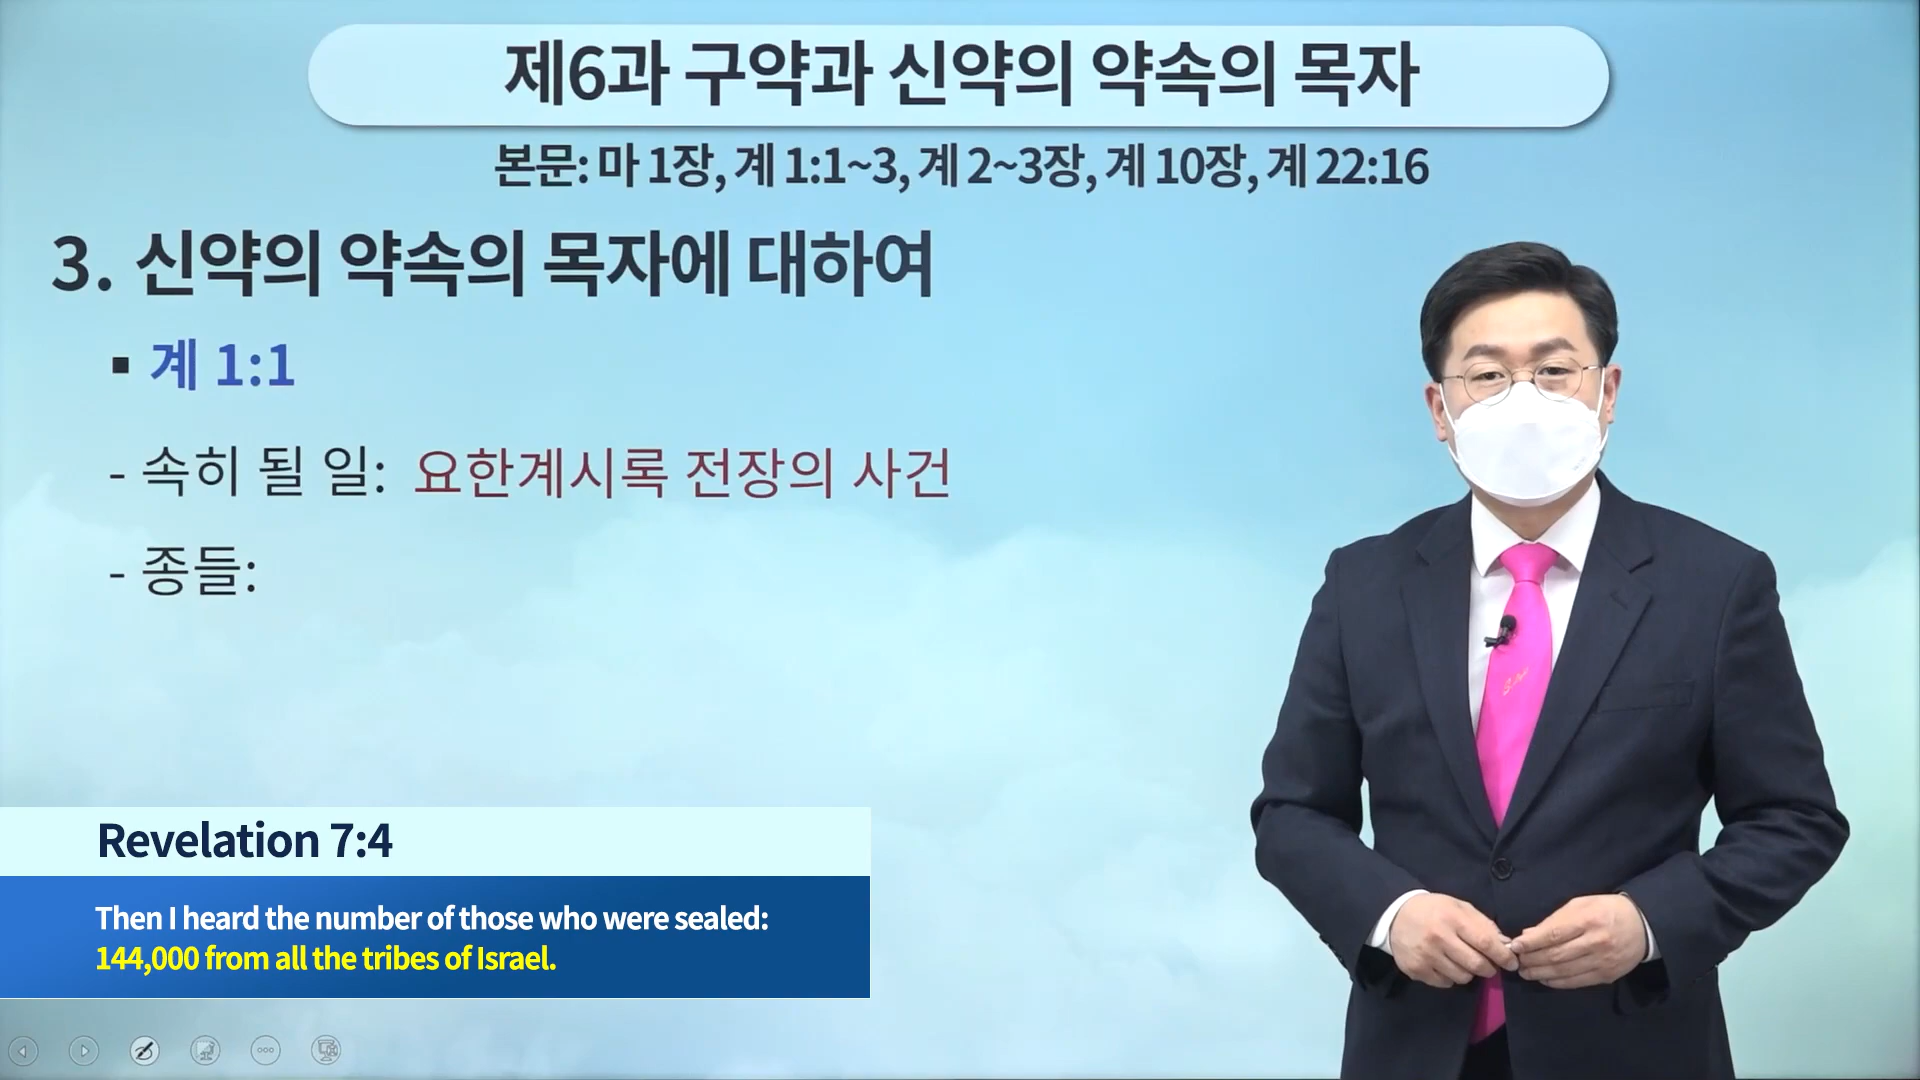 제6과 구약과 신약의 약속의 목자
본문: 마 1장, 계 1:1~3, 계 2~3장, 계 10장, 계 22:16
3. 신약의 약속의 목자에 대하여
▪ 계 1:1
- 속히 될 일: 요한계시록 전장의 사건
- 종들:
Revelation 7:4
Then I heard the number of those who were sealed:
144,000 from all the tribes of Israel.